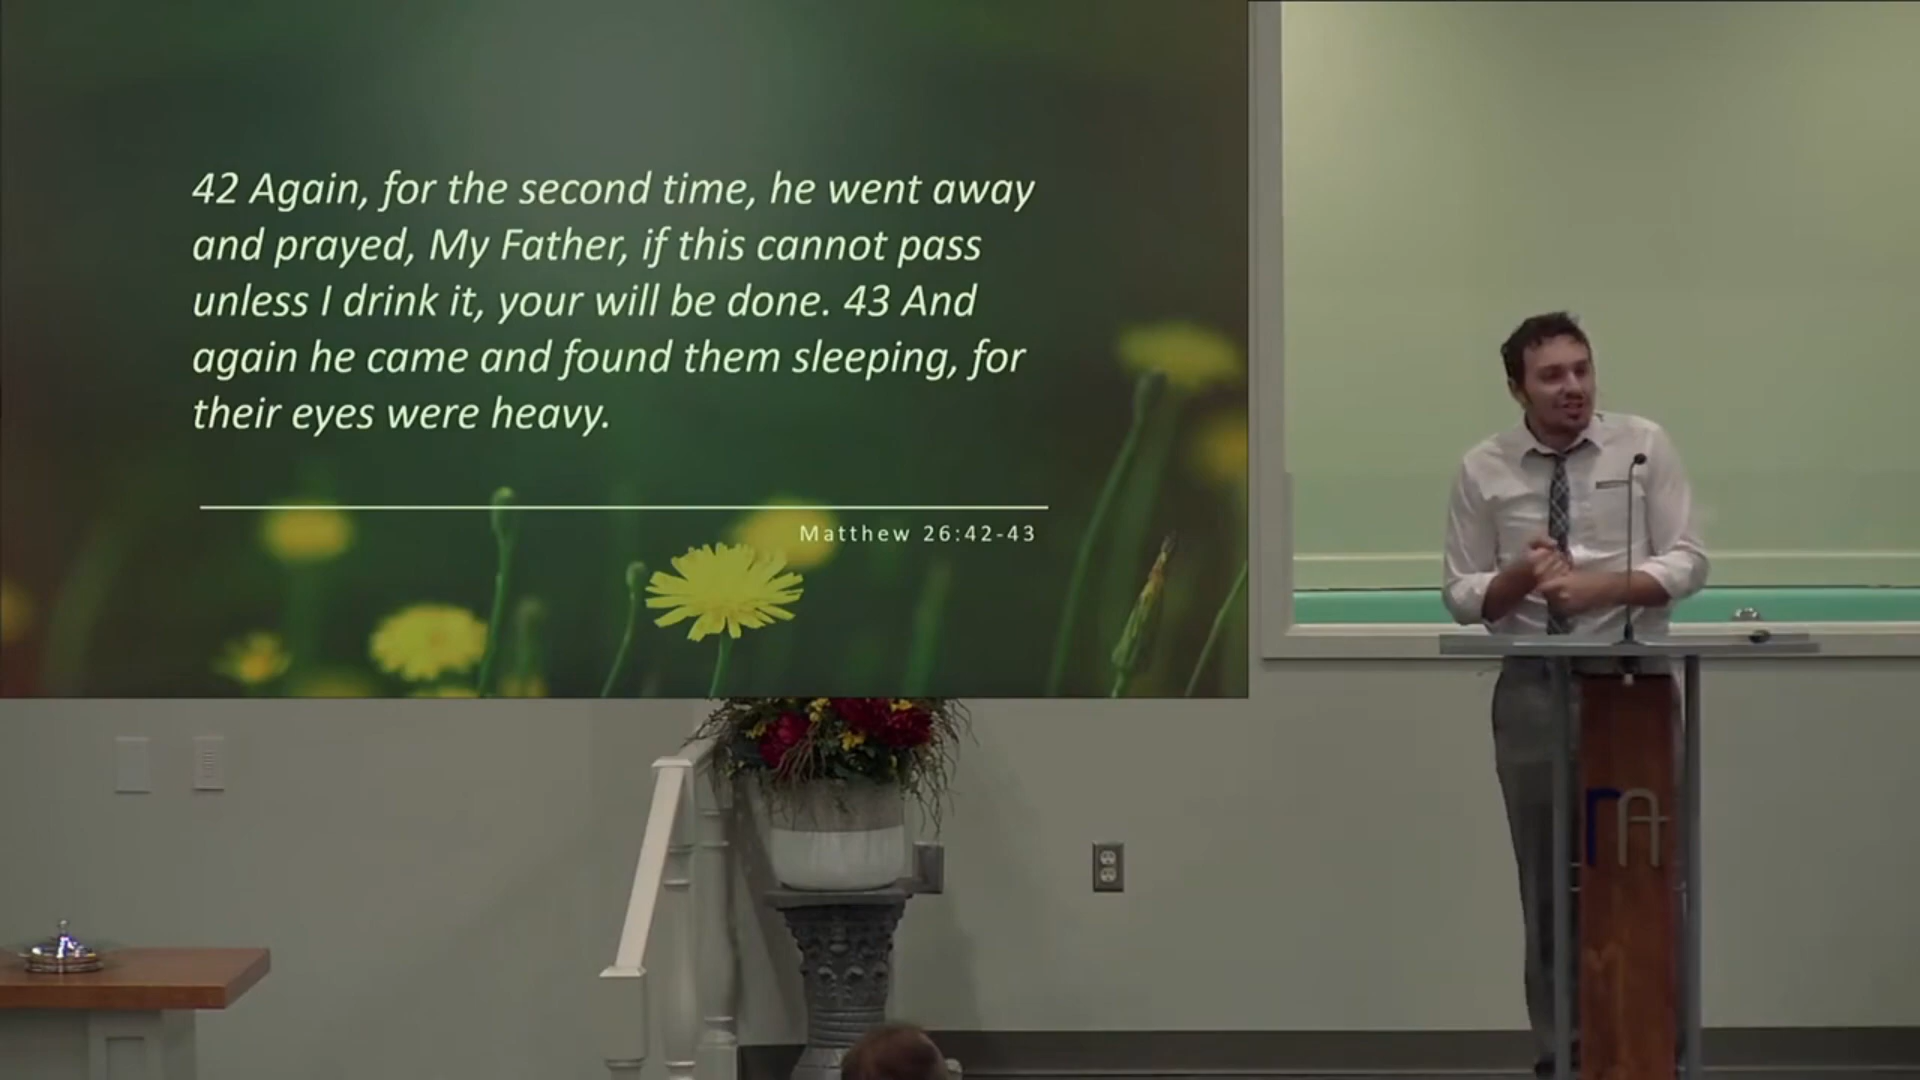 42 Again, for the second time, he went away
and prayed, My Father, if this cannot pass
unless I drink it, your will be done. 43 And
again he came and found them sleeping, for
their eyes were heavy.
Matthew 26:42-43